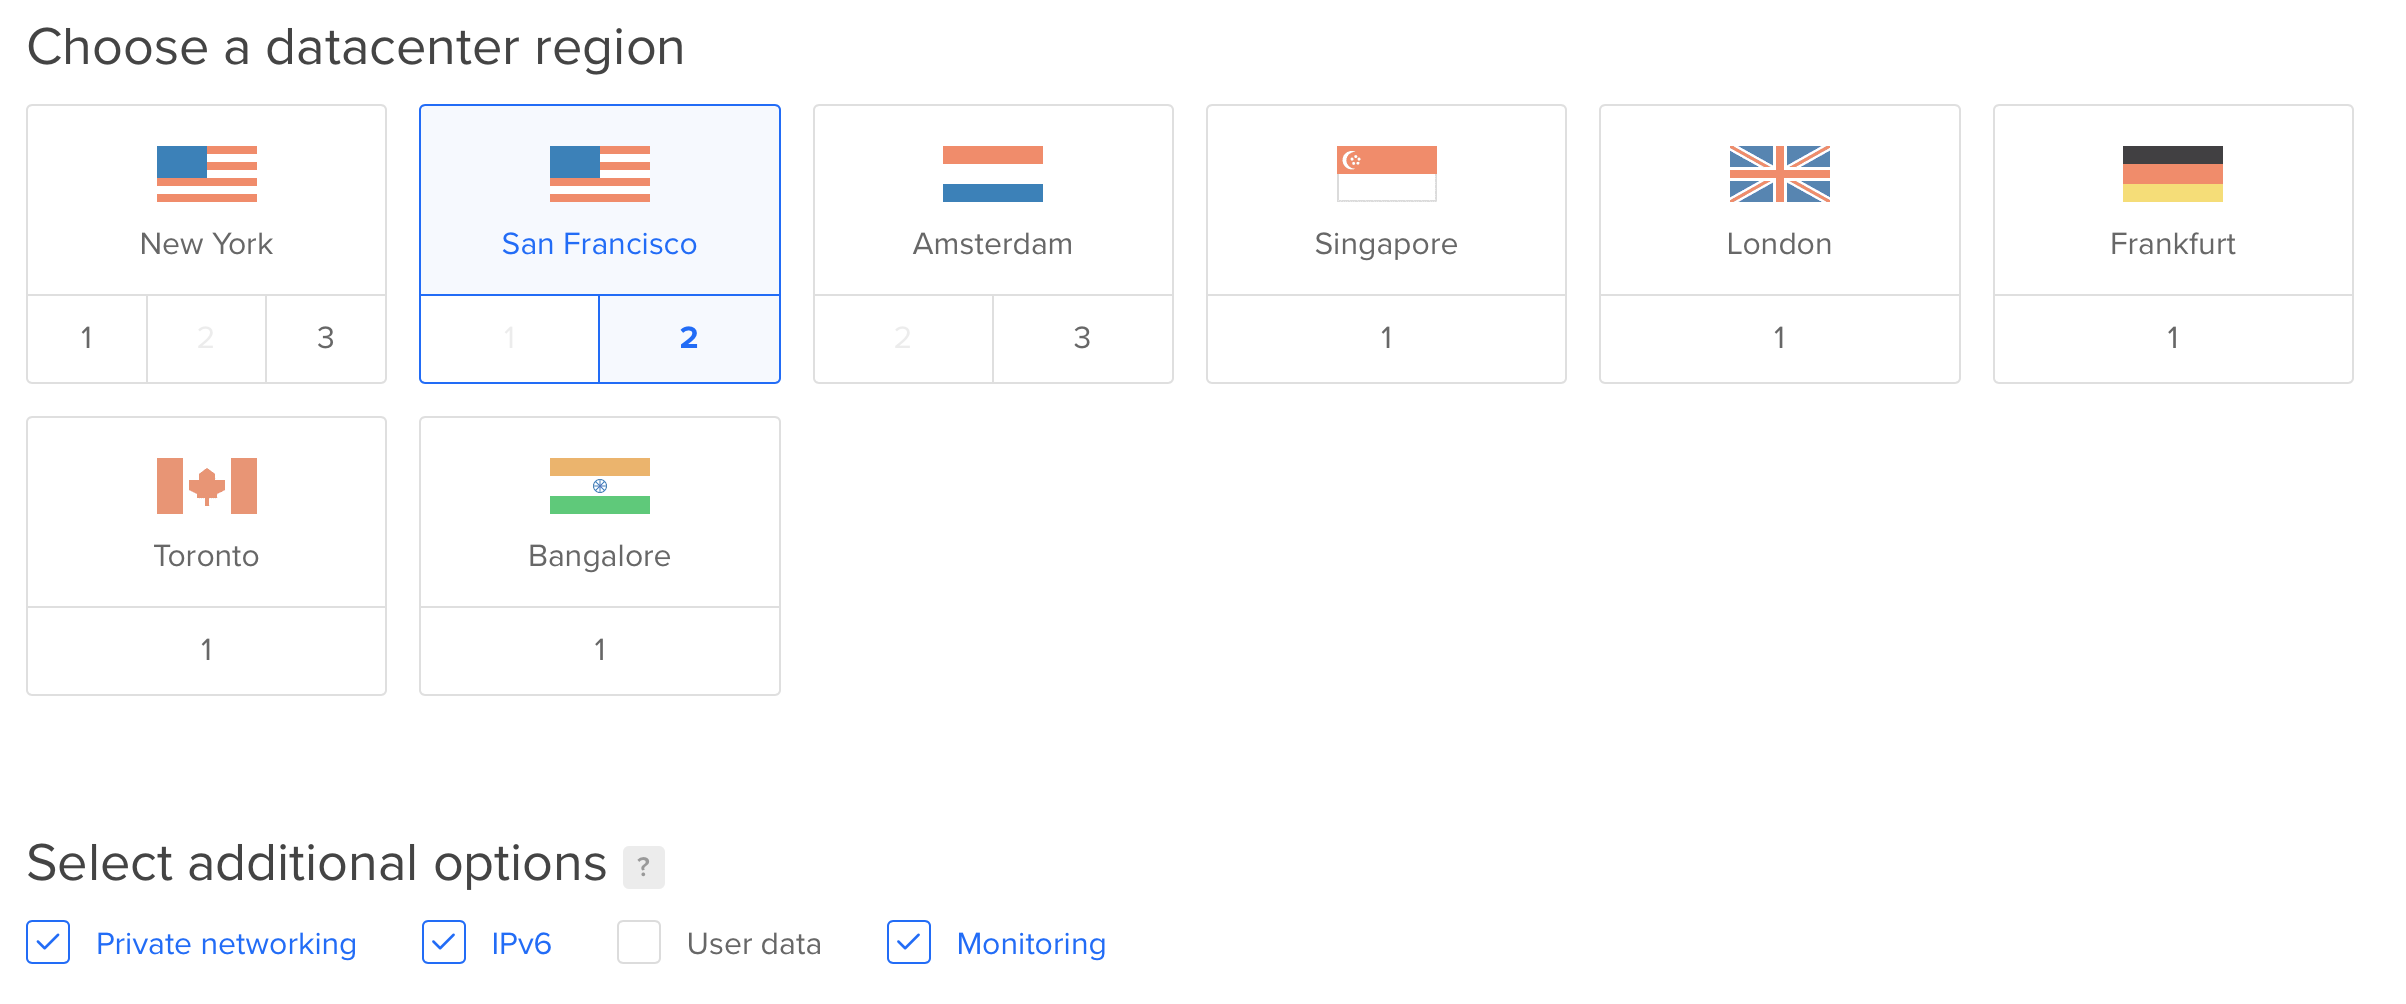 Choose a datacenter region
New York San Francisco Amsterdam Singapore London Frankfurt
1 2 3 1 2 2 3 1 1 1
Toronto Bangalore
1 1
Select additional options ?
Private networking IPv6 User data Monitoring